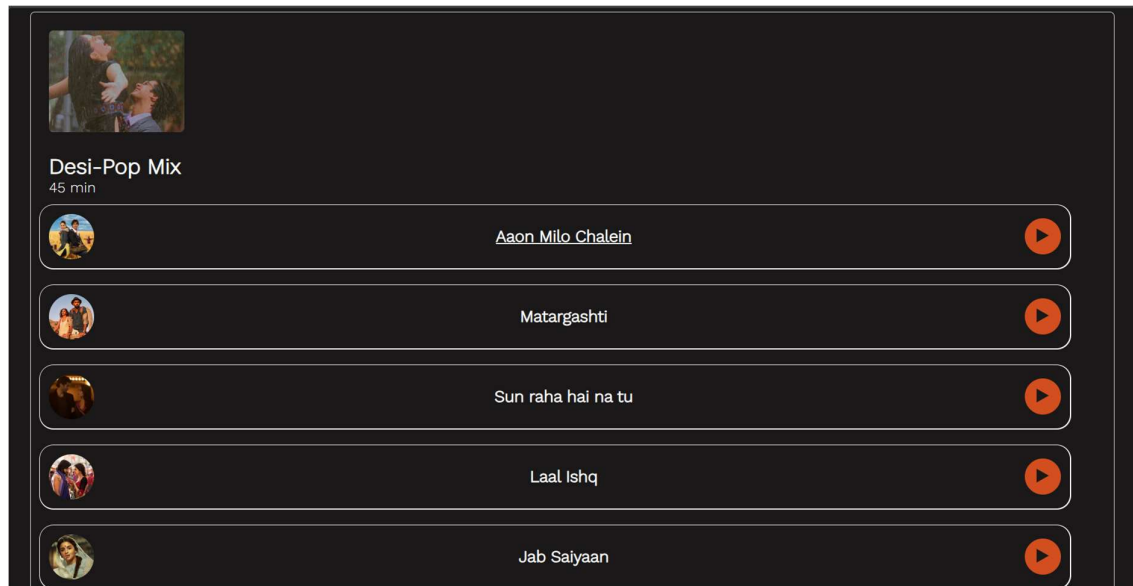 Desi-Pop Mix
45 min
Aaon Milo Chalein
Matargashti
Sun raha hai na tu
Laal Ishq
Jab Saiyaan